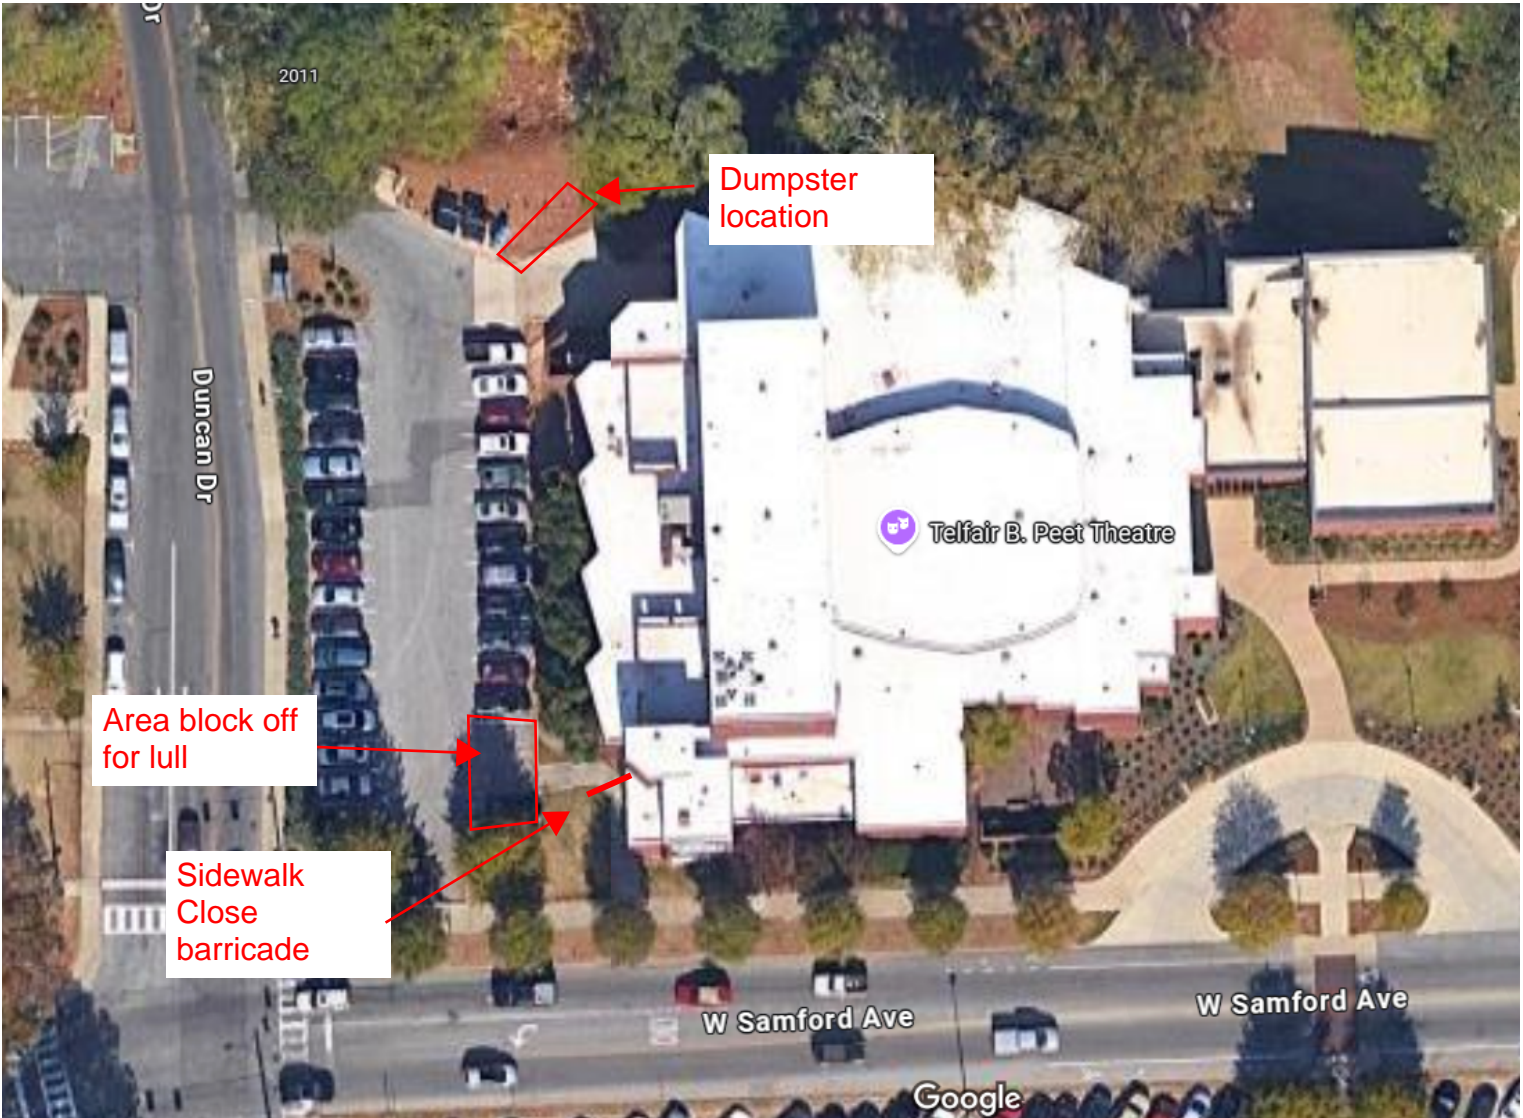 Dr
2011
Dumpster
location
Duncan Dr
Telfair B. Peet Theatre
Area block off
for lull
Sidewalk
Close
barricade
W Samford Ave
W Samford Ave
Google